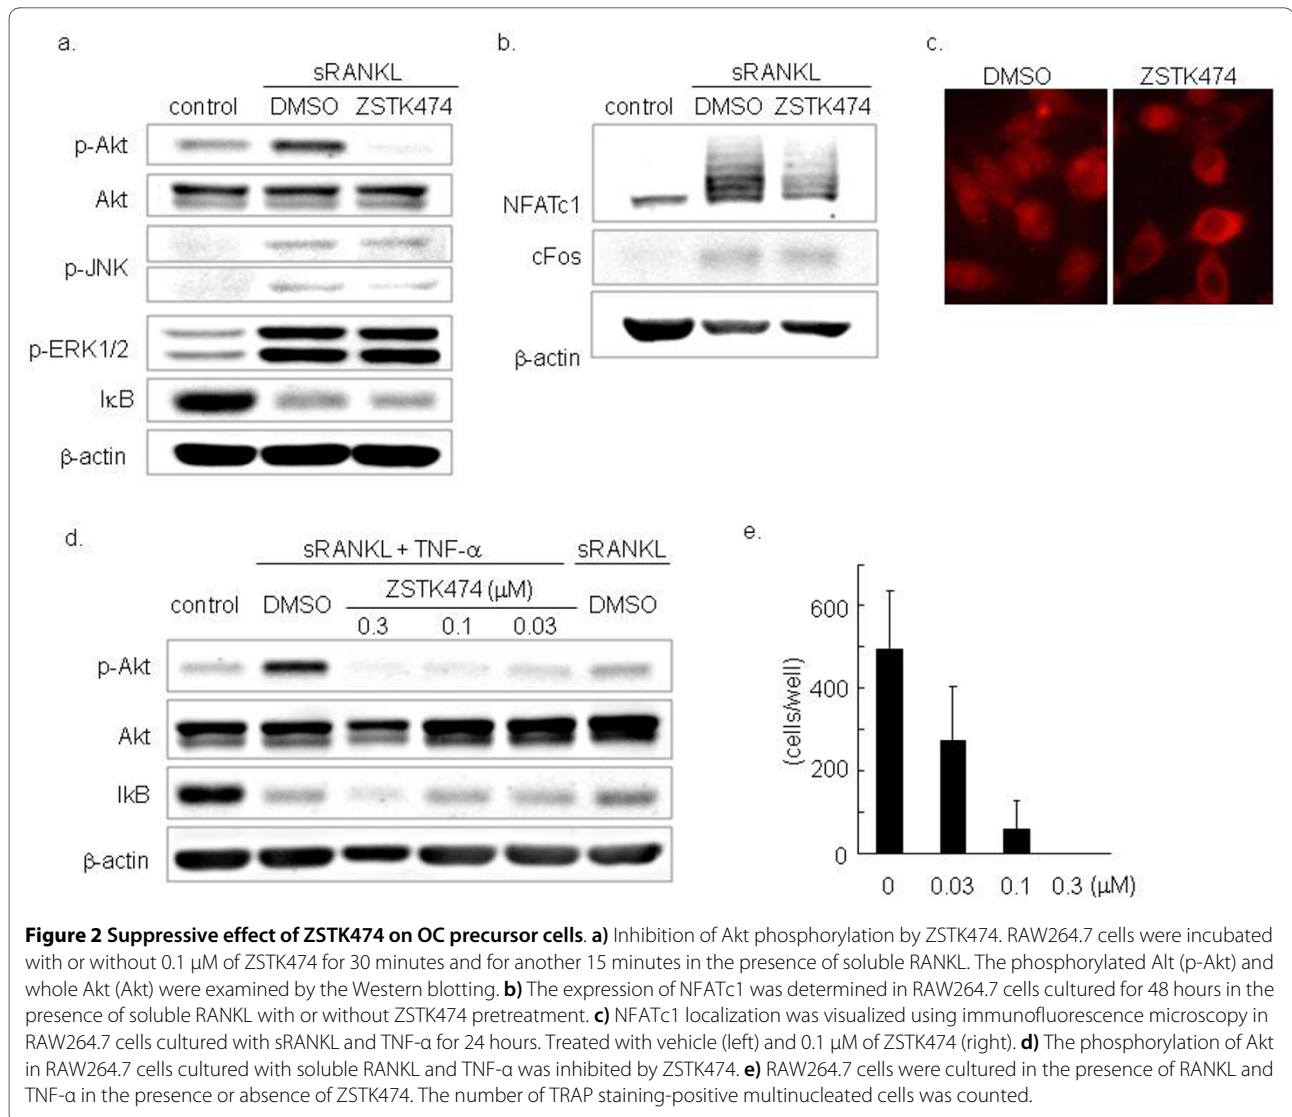 a.
sRANKL
control DMSO ZSTK474
p-Akt
Akt
p-JNK
p-ERK1/2
IκB
β-actin
b.
sRANKL
control DMSO ZSTK474
NFATc1
cFos
β-actin
c.
DMSO ZSTK474
d.
sRANKL + TNF-α sRANKL
control DMSO ZSTK474 (μM) DMSO
0.3 0.1 0.03
p-Akt
Akt
IkB
β-actin
e.
(cells/well)
600
400
200
0
0 0.03 0.1 0.3 (μM)
Figure 2 Suppressive effect of ZSTK474 on OC precursor cells. a) Inhibition of Akt phosphorylation by ZSTK474. RAW264.7 cells were incubated
with or without 0.1 μM of ZSTK474 for 30 minutes and for another 15 minutes in the presence of soluble RANKL. The phosphorylated Alt (p-Akt) and
whole Akt (Akt) were examined by the Western blotting. b) The expression of NFATc1 was determined in RAW264.7 cells cultured for 48 hours in the
presence of soluble RANKL with or without ZSTK474 pretreatment. c) NFATc1 localization was visualized using immunofluorescence microscopy in
RAW264.7 cells cultured with sRANKL and TNF-α for 24 hours. Treated with vehicle (left) and 0.1 μM of ZSTK474 (right). d) The phosphorylation of Akt
in RAW264.7 cells cultured with soluble RANKL and TNF-α was inhibited by ZSTK474. e) RAW264.7 cells were cultured in the presence of RANKL and
TNF-α in the presence or absence of ZSTK474. The number of TRAP staining-positive multinucleated cells was counted.